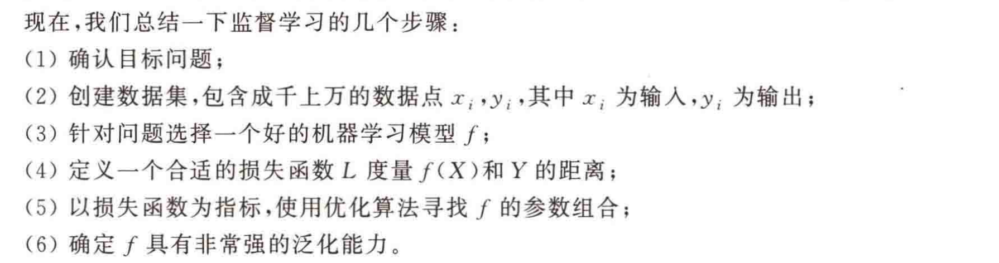 现在,我们总结一下监督学习的几个步骤：
(1) 确认目标问题；
(2) 创建数据集,包含成千上万的数据点 xᵢ,yᵢ,其中 xᵢ 为输入,yᵢ 为输出；
(3) 针对问题选择一个好的机器学习模型 f；
(4) 定义一个合适的损失函数 L 度量 f(X)和 Y 的距离；
(5) 以损失函数为指标,使用优化算法寻找 f 的参数组合；
(6) 确定 f 具有非常强的泛化能力。